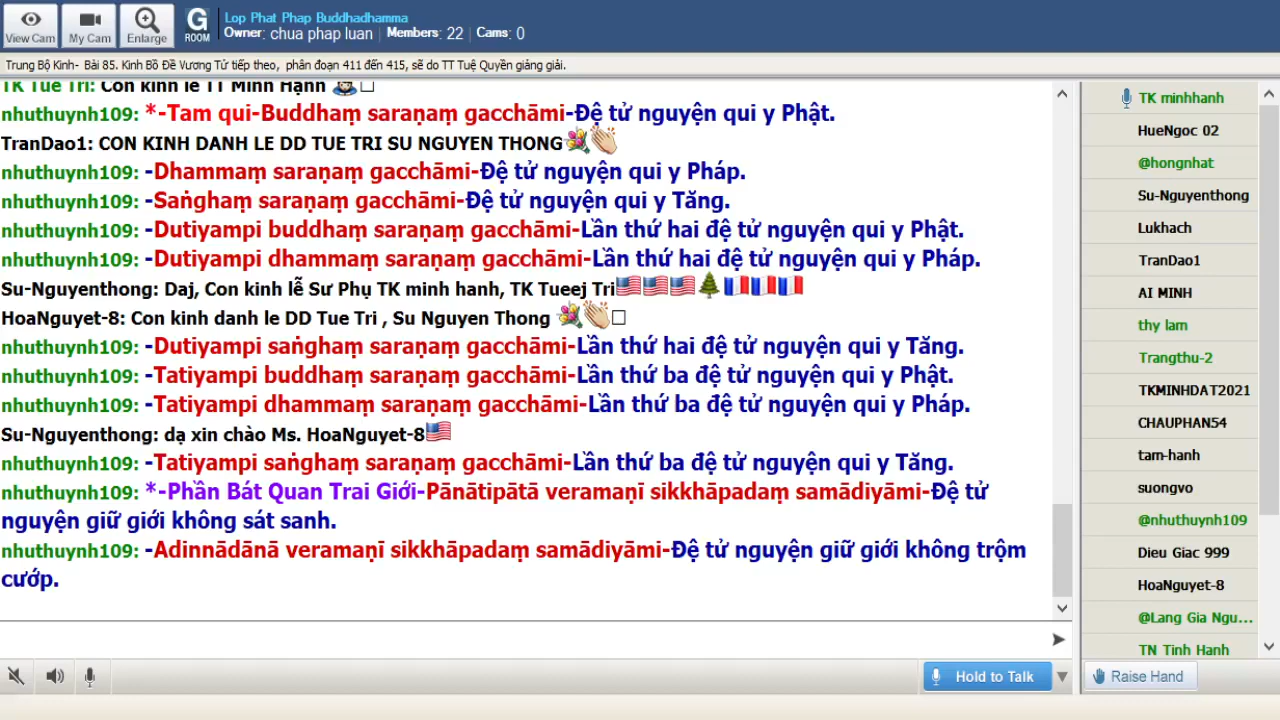 View Cam
My Cam
Enlarge
G
ROOM
Lop Phat Phap Buddhadhamma
Owner: chua phap luan | Members: 22 | Cams: 0
Trung Bộ Kinh- Bài 85. Kinh Bồ Đề Vương Tử tiếp theo, phân đoạn 411 đến 415, sẽ do TT Tuệ Quyền giảng giải.
TK Tue Tri: Con kinh le TT Minh Hạnh
nhuthuynh109: *-Tam qui-Buddhaṃ saraṇaṃ gacchāmi-Đệ tử nguyện qui y Phật.
TranDao1: CON KINH DANH LE DD TUE TRI SU NGUYEN THONG
nhuthuynh109: -Dhammaṃ saraṇaṃ gacchāmi-Đệ tử nguyện qui y Pháp.
nhuthuynh109: -Saṅghaṃ saraṇaṃ gacchāmi-Đệ tử nguyện qui y Tăng.
nhuthuynh109: -Dutiyampi buddhaṃ saraṇaṃ gacchāmi-Lần thứ hai đệ tử nguyện qui y Phật.
nhuthuynh109: -Dutiyampi dhammaṃ saraṇaṃ gacchāmi-Lần thứ hai đệ tử nguyện qui y Pháp.
Su-Nguyenthong: Daj, Con kinh lễ Sư Phụ TK minh hanh, TK Tueej Tri
HoaNguyet-8: Con kinh danh le DD Tue Tri , Su Nguyen Thong
nhuthuynh109: -Dutiyampi saṅghaṃ saraṇaṃ gacchāmi-Lần thứ hai đệ tử nguyện qui y Tăng.
nhuthuynh109: -Tatiyampi buddhaṃ saraṇaṃ gacchāmi-Lần thứ ba đệ tử nguyện qui y Phật.
nhuthuynh109: -Tatiyampi dhammaṃ saraṇaṃ gacchāmi-Lần thứ ba đệ tử nguyện qui y Pháp.
Su-Nguyenthong: dạ xin chào Ms. HoaNguyet-8
nhuthuynh109: -Tatiyampi saṅghaṃ saraṇaṃ gacchāmi-Lần thứ ba đệ tử nguyện qui y Tăng.
nhuthuynh109: *-Phần Bát Quan Trai Giới-Pānātipātā veramaṇī sikkhāpadaṃ samādiyāmi-Đệ tử
nguyện giữ giới không sát sanh.
nhuthuynh109: -Adinnādānā veramaṇī sikkhāpadaṃ samādiyāmi-Đệ tử nguyện giữ giới không trộm
cướp.
TK minhhanh
HueNgoc 02
@hongnhat
Su-Nguyenthong
Lukhach
TranDao1
AI MINH
thy lam
Trangthu-2
TKMINHDAT2021
CHAUPHAN54
tam-hanh
suongvo
@nhuthuynh109
Dieu Giac 999
HoaNguyet-8
@Lang Gia Ngu...
TN Tinh Hanh
Hold to Talk
Raise Hand